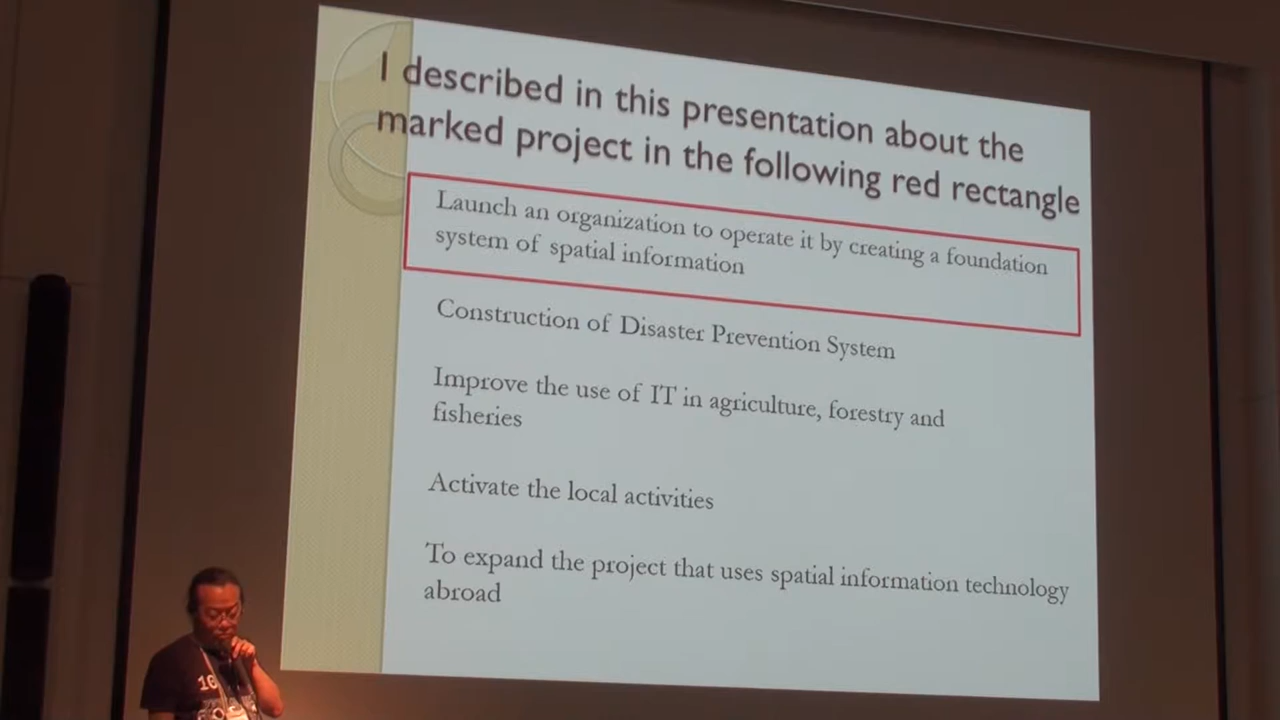 I described in this presentation about the
marked project in the following red rectangle
Launch an organization to operate it by creating a foundation
system of spatial information
Construction of Disaster Prevention System
Improve the use of IT in agriculture, forestry and
fisheries
Activate the local activities
To expand the project that uses spatial information technology
abroad